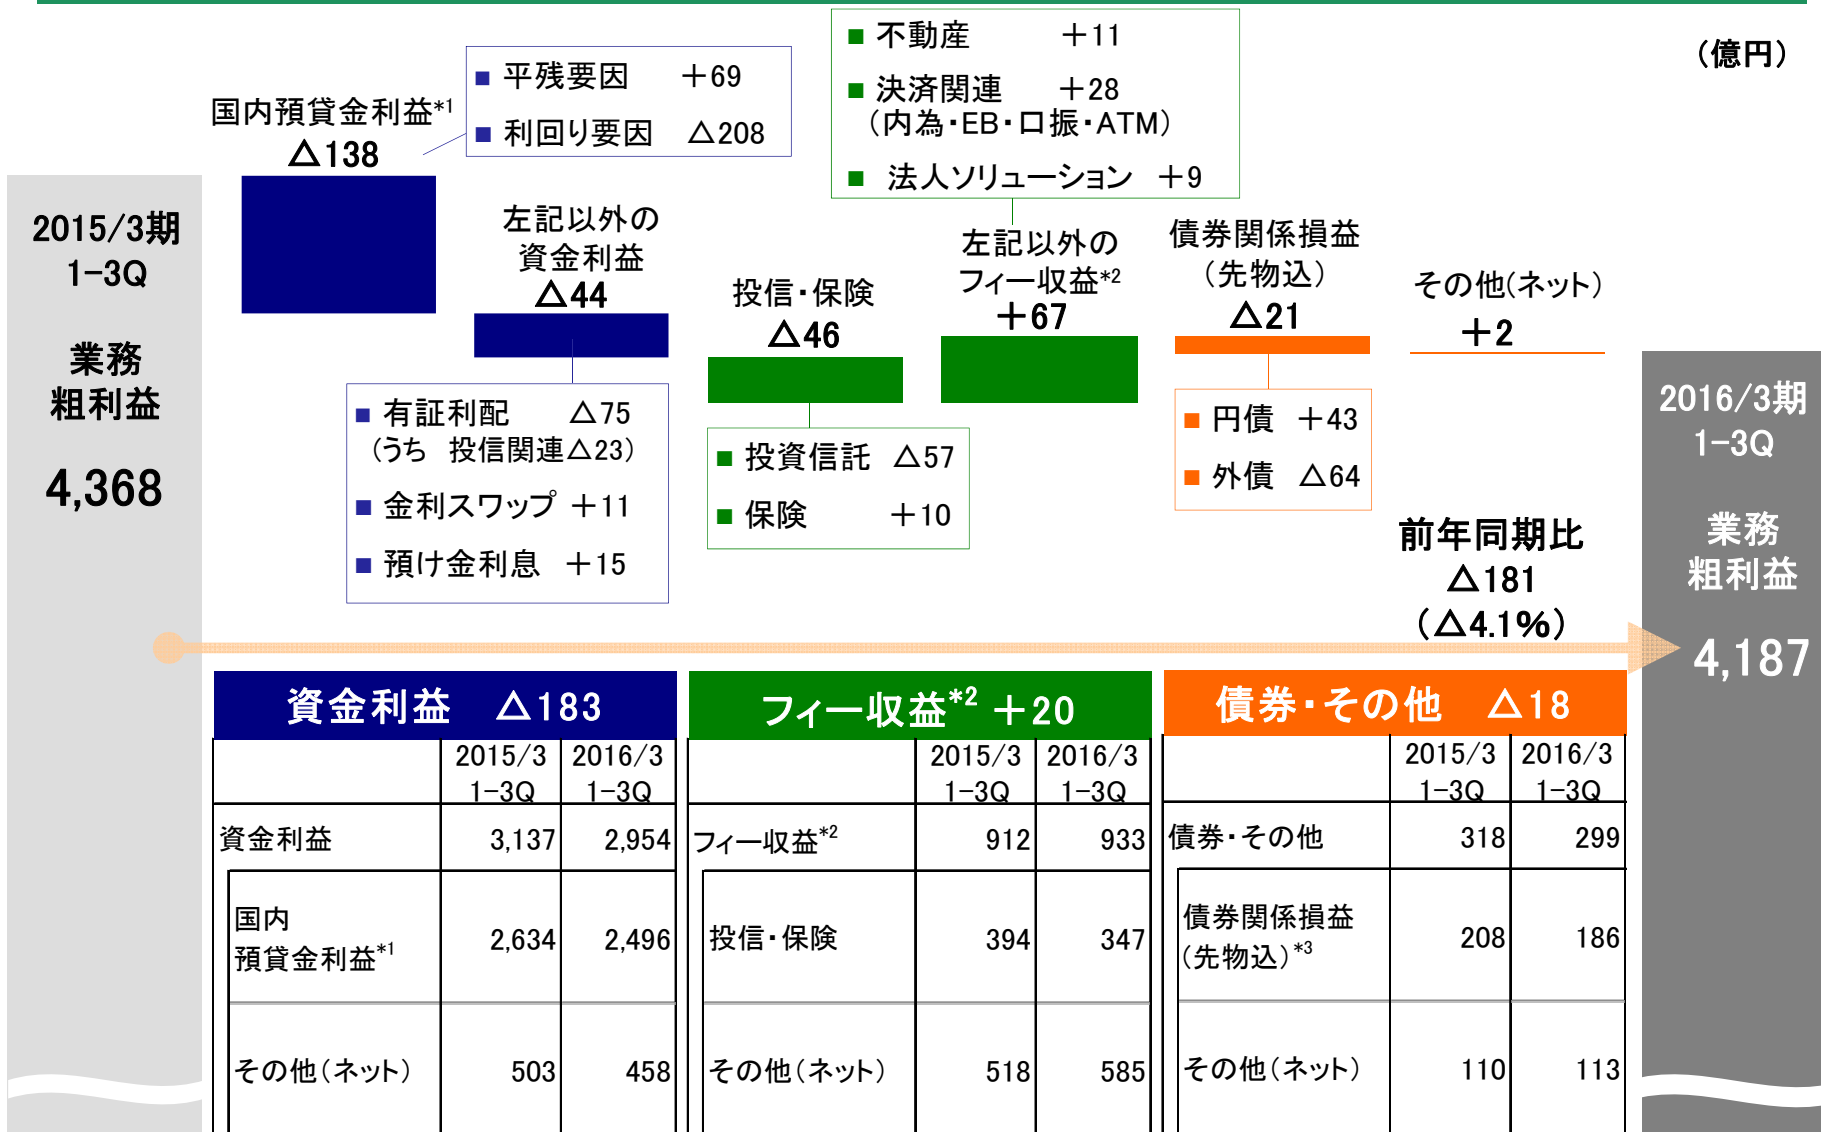 （億円）
2015/3期
1-3Q
業務
粗利益
4,368
国内預貸金利益*1
△138
■ 平残要因 ＋69
■ 利回り要因 △208
左記以外の
資金利益
△44
■ 有証利配 △75
（うち 投信関連△23）
■ 金利スワップ ＋11
■ 預け金利息 ＋15
投信・保険
△46
■ 投資信託 △57
■ 保険 ＋10
■ 不動産 ＋11
■ 決済関連 ＋28
（内為・EB・口振・ATM）
■ 法人ソリューション ＋9
左記以外の
フィー収益*2
＋67
債券関係損益
（先物込）
△21
■ 円債 ＋43
■ 外債 △64
その他（ネット）
＋2
前年同期比
△181
（△4.1%）
2016/3期
1-3Q
業務
粗利益
4,187
資金利益 △183
2015/3 2016/3
1-3Q 1-3Q
資金利益 3,137 2,954
国内
預貸金利益*1 2,634 2,496
その他（ネット） 503 458
フィー収益*2 ＋20
2015/3 2016/3
1-3Q 1-3Q
フィー収益*2 912 933
投信・保険 394 347
その他（ネット） 518 585
債券・その他 △18
2015/3 2016/3
1-3Q 1-3Q
債券・その他 318 299
債券関係損益
（先物込）*3 208 186
その他（ネット） 110 113